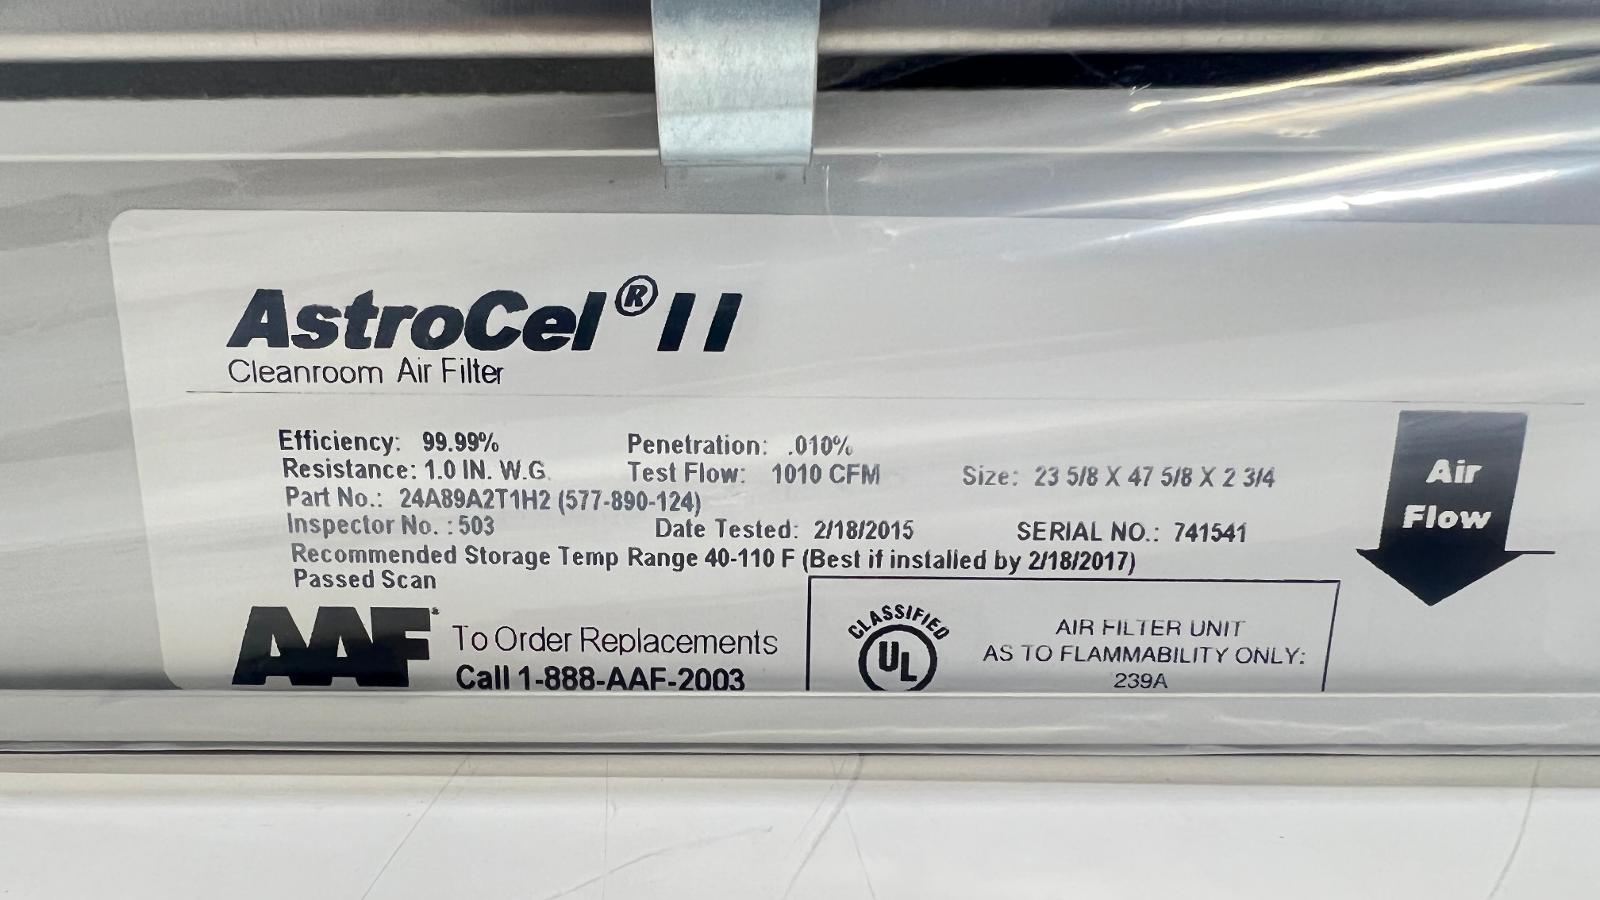 AstroCel® II
Cleanroom Air Filter
Efficiency: 99.99% Penetration: .010%
Resistance: 1.0 IN. W.G. Test Flow: 1010 CFM Size: 23 5/8 X 47 5/8 X 2 3/4
Part No.: 24A89A2T1H2 (577-890-124)
Inspector No. : 503 Date Tested: 2/18/2015 SERIAL NO.: 741541
Recommended Storage Temp Range 40-110 F (Best if installed by 2/18/2017)
Passed Scan
Air
Flow
AAF
To Order Replacements
Call 1-888-AAF-2003
CLASSIFIED
UL
AIR FILTER UNIT
AS TO FLAMMABILITY ONLY:
239A